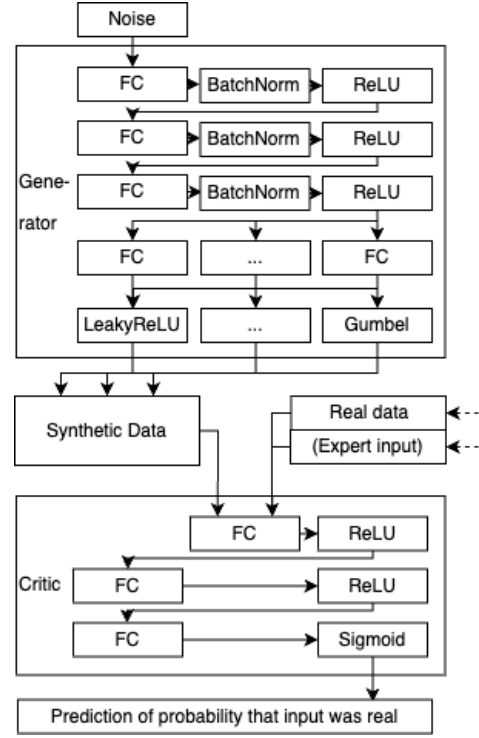 Noise
FC BatchNorm ReLU
FC BatchNorm ReLU
Gene-
rator
FC BatchNorm ReLU
FC ... FC
LeakyReLU ... Gumbel
Synthetic Data
Real data
(Expert input)
Critic
FC ReLU
FC ReLU
FC Sigmoid
Prediction of probability that input was real